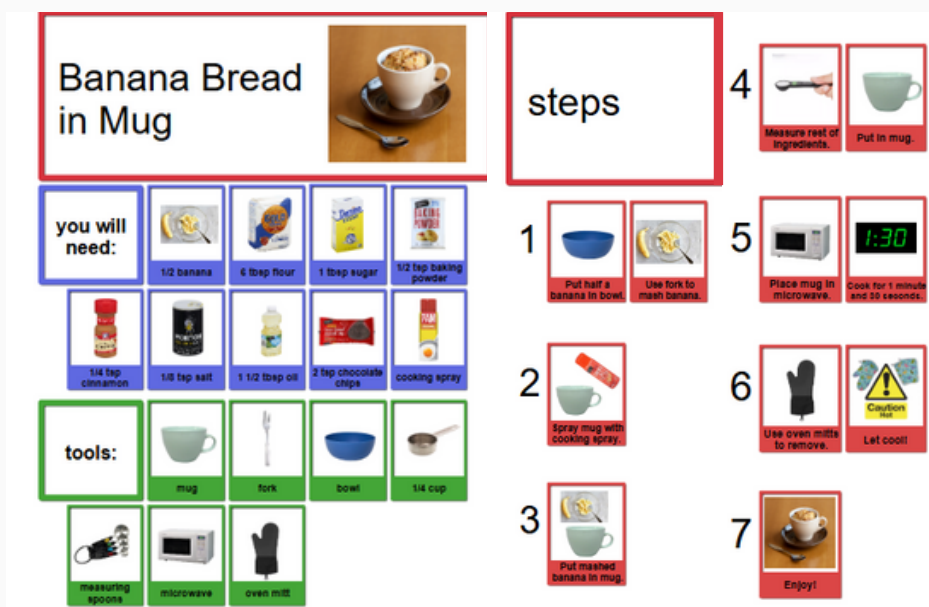 Banana Bread
in Mug
you will
need:
1/2 banana
6 tbsp flour
1 tbsp sugar
BAKING
POWDER
1/2 tsp baking
powder
1/4 tsp
cinnamon
1/8 tsp salt
1 1/2 tbsp oil
2 tsp chocolate
chips
PAM
cooking spray
tools:
mug
fork
bowl
1/4 cup
measuring
spoons
microwave
oven mitt
steps
1
Put half a
banana in bowl.
Use fork to
mash banana.
2
Spray mug with
cooking spray.
3
Put mashed
banana in mug.
4
Measure rest of
ingredients.
Put in mug.
5
Place mug in
microwave.
1:30
Cook for 1 minute
and 30 seconds.
6
Use oven mitts
to remove.
Caution
Hot
Let cool!
7
Enjoy!